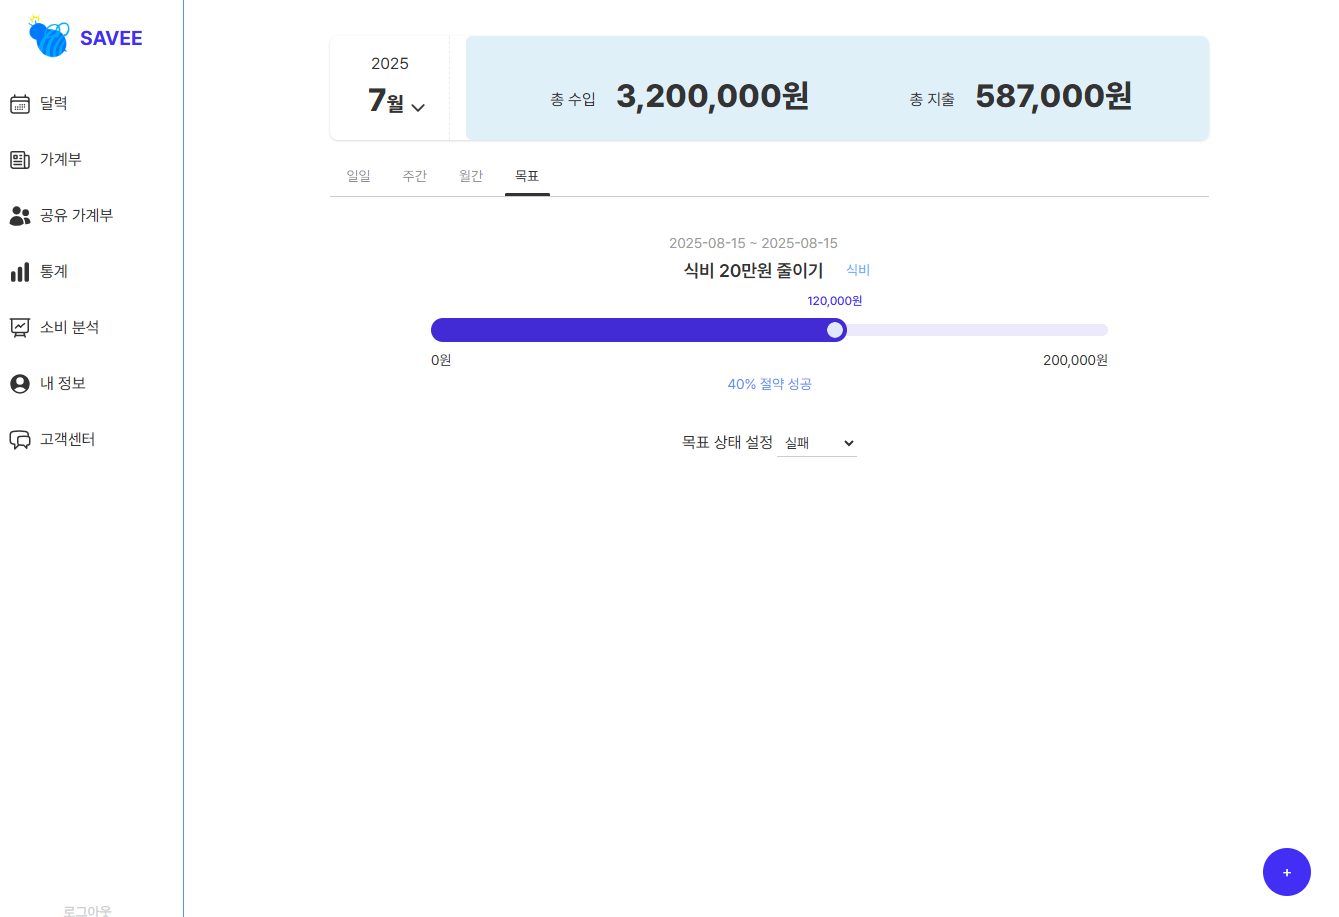 SAVEE
달력
가계부
공유 가계부
통계
소비 분석
내 정보
고객센터
로그아웃
2025
7월
총 수입 3,200,000원
총 지출 587,000원
일일 주간 월간 목표
2025-08-15 ~ 2025-08-15
식비 20만원 줄이기 식비
120,000원
0원 200,000원
40% 절약 성공
목표 상태 설정 실패
+